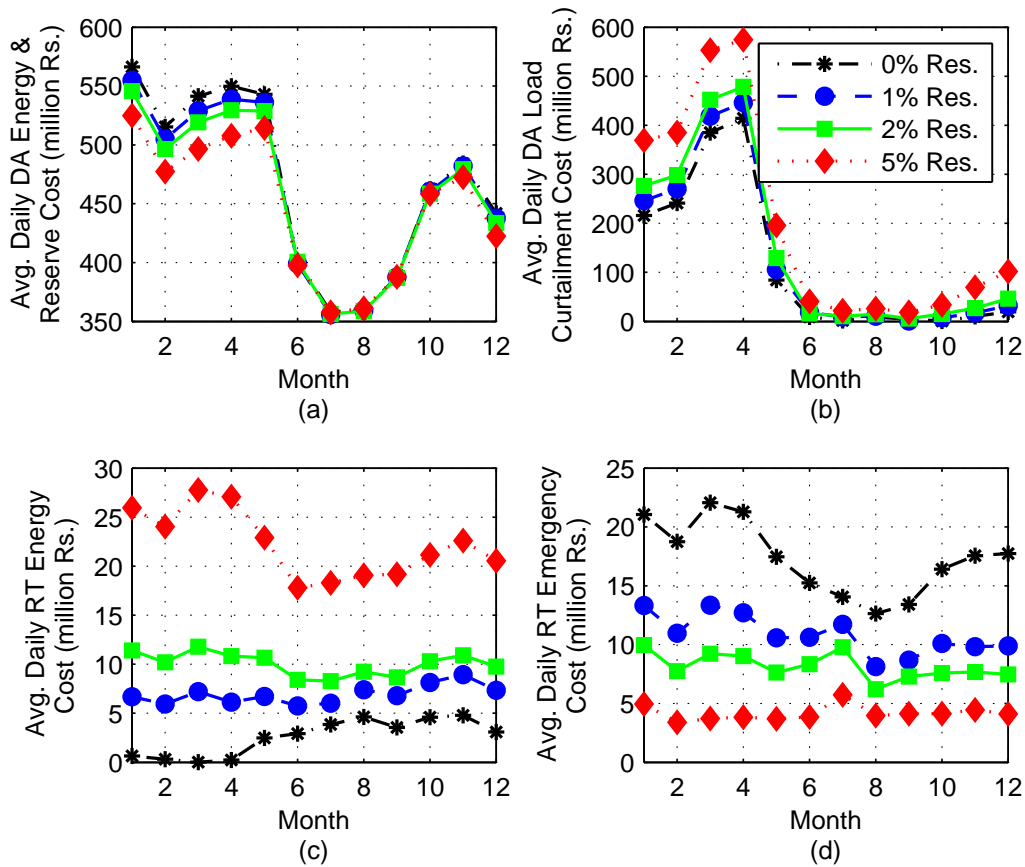 Avg. Daily DA Energy &
Reserve Cost (million Rs.)
600
550
500
450
400
350
2
4
6
8
10
12
Month
(a)
Avg. Daily DA Load
Curtailment Cost (million Rs.)
600
500
400
300
200
100
0
2
4
6
8
10
12
Month
(b)
0% Res.
1% Res.
2% Res.
5% Res.
Avg. Daily RT Energy
Cost (million Rs.)
30
25
20
15
10
5
0
2
4
6
8
10
12
Month
(c)
Avg. Daily RT Emergency
Cost (million Rs.)
25
20
15
10
5
0
2
4
6
8
10
12
Month
(d)